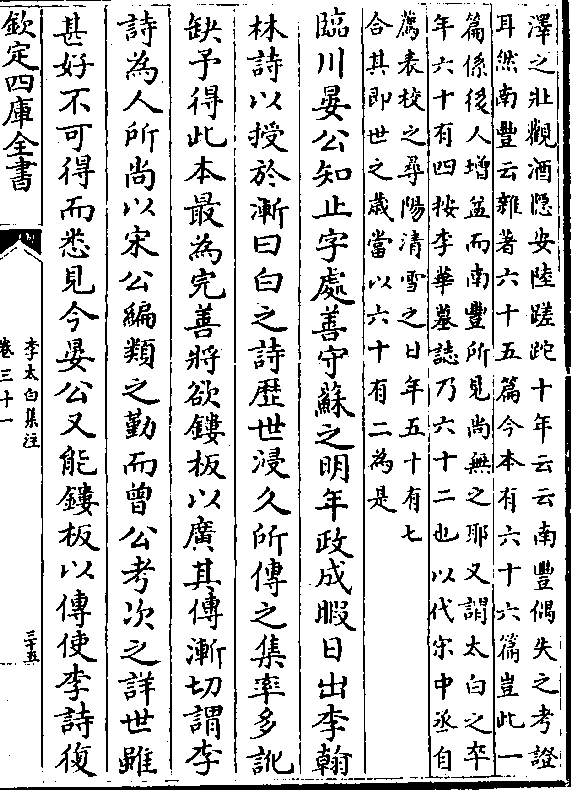 澤之壯觀酒隠安陸蹉跎十年云云南豐偶失之考證
耳然南豐云雜著六十五篇今本有六十六篇豈此一
篇係後人增益而南豐所見尚無之耶又謂太白之卒
年六十有四按李華墓誌乃六十二也以代宋中丞自
薦表校之尋陽清雪之日年五十有七
合其即世之歲當以六十有二為是
臨川晏公知止字處善守蘇之明年政成暇日出李翰
林詩以授於漸曰白之詩歴世浸久所傳之集率多訛
缺予得此本最為完善將欲鏤板以廣其傳漸切謂李
詩為人所尚以宋公編類之勤而曾公考次之詳世雖
甚好不可得而悉見今晏公又能鏤板以傳使李詩復
欽定四庫全書
李太白集注
卷三十一
三十五